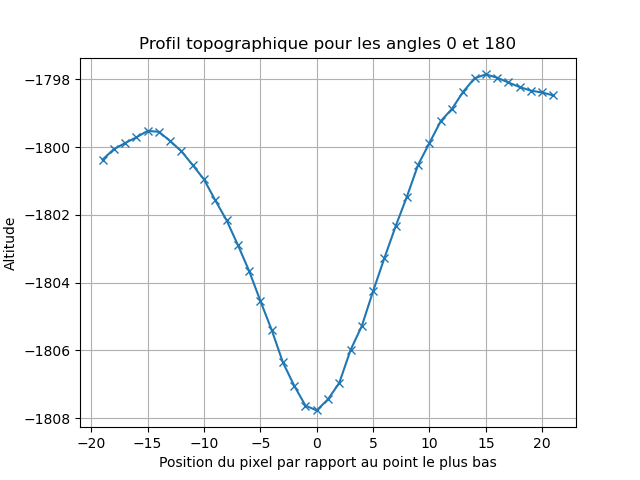 Profil topographique pour les angles 0 et 180
Altitude
−1798
−1800
−1802
−1804
−1806
−1808
−20 −15 −10 −5 0 5 10 15 20
Position du pixel par rapport au point le plus bas